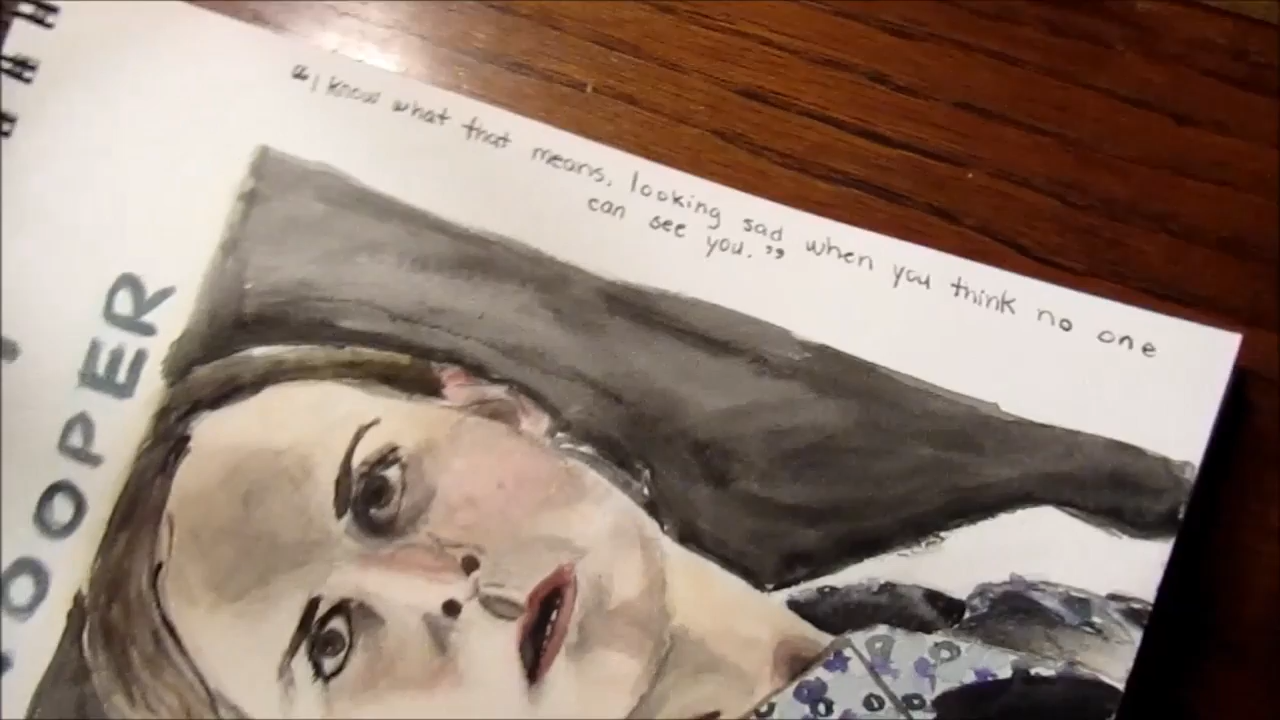 “I know what that means, looking sad when you think no one
can see you.”
OOPER